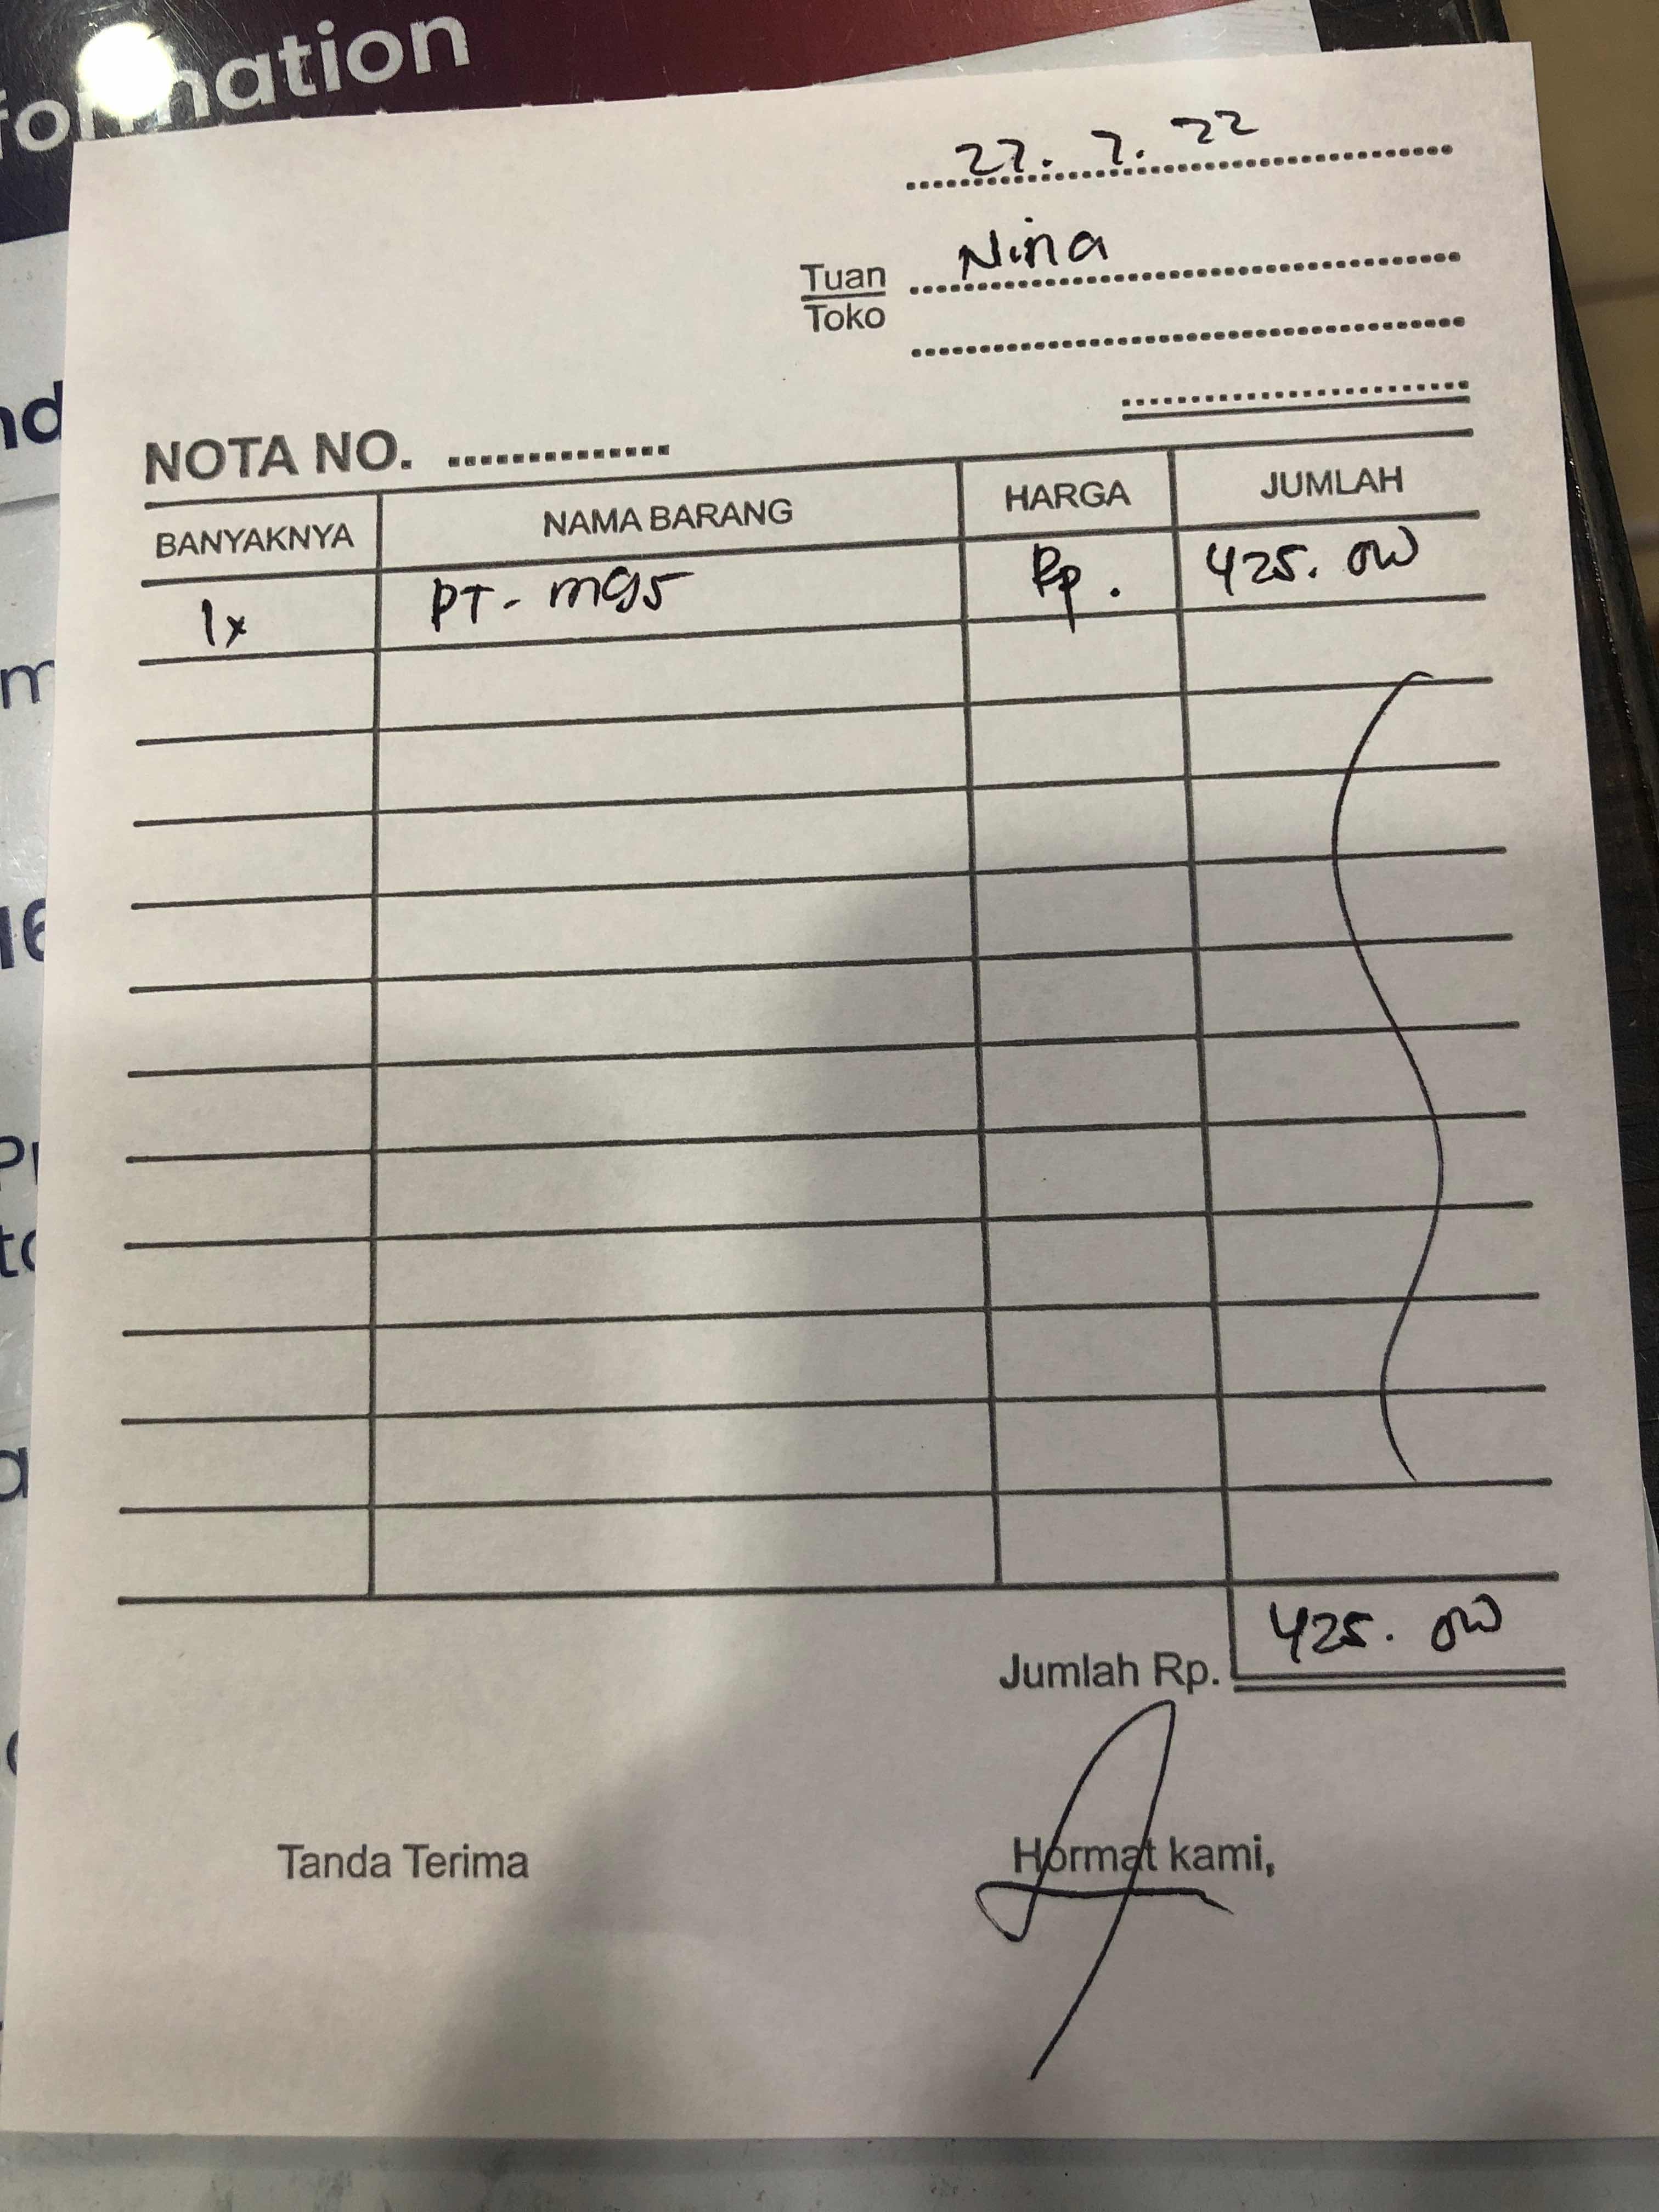 formation
27. 7. 22
Tuan Nina
Toko
NOTA NO. ..............
BANYAKNYA NAMA BARANG HARGA JUMLAH
1x PT - mg5 Rp. 425.000
Jumlah Rp. 425.000
Tanda Terima Hormat kami,